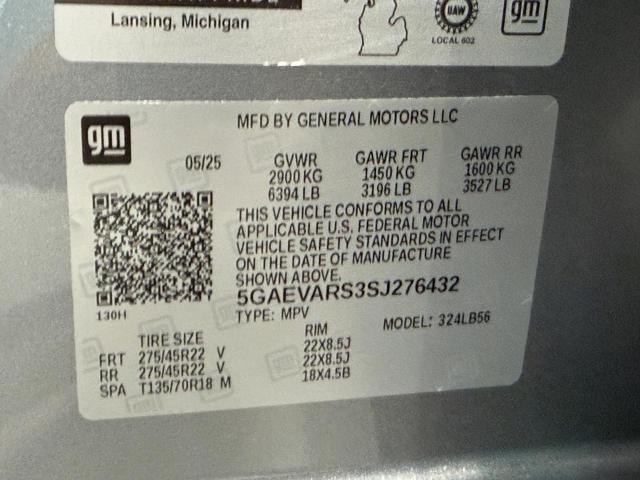 Lansing, Michigan
UAW
LOCAL 602
gm
gm
MFD BY GENERAL MOTORS LLC
05/25 GVWR GAWR FRT GAWR RR
2900 KG 1450 KG 1600 KG
6394 LB 3196 LB 3527 LB
THIS VEHICLE CONFORMS TO ALL
APPLICABLE U.S. FEDERAL MOTOR
VEHICLE SAFETY STANDARDS IN EFFECT
ON THE DATE OF MANUFACTURE
SHOWN ABOVE.
5GAEVARS3SJ276432
130H
TYPE: MPV MODEL: 324LB56
TIRE SIZE RIM
FRT 275/45R22 V 22X8.5J
RR 275/45R22 V 22X8.5J
SPA T135/70R18 M 18X4.5B